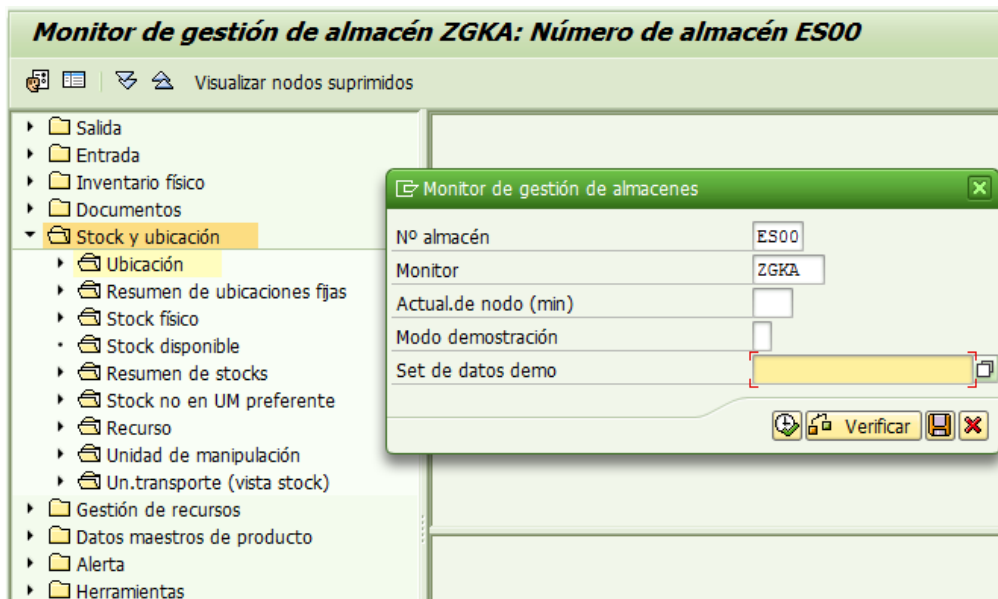 Monitor de gestión de almacén ZGKA: Número de almacén ES00
Visualizar nodos suprimidos
Salida
Entrada
Inventario físico
Documentos
Stock y ubicación
Ubicación
Resumen de ubicaciones fijas
Stock físico
Stock disponible
Resumen de stocks
Stock no en UM preferente
Recurso
Unidad de manipulación
Un.transporte (vista stock)
Gestión de recursos
Datos maestros de producto
Alerta
Herramientas
Monitor de gestión de almacenes
Nº almacén ES00
Monitor ZGKA
Actual.de nodo (min)
Modo demostración
Set de datos demo
Verificar